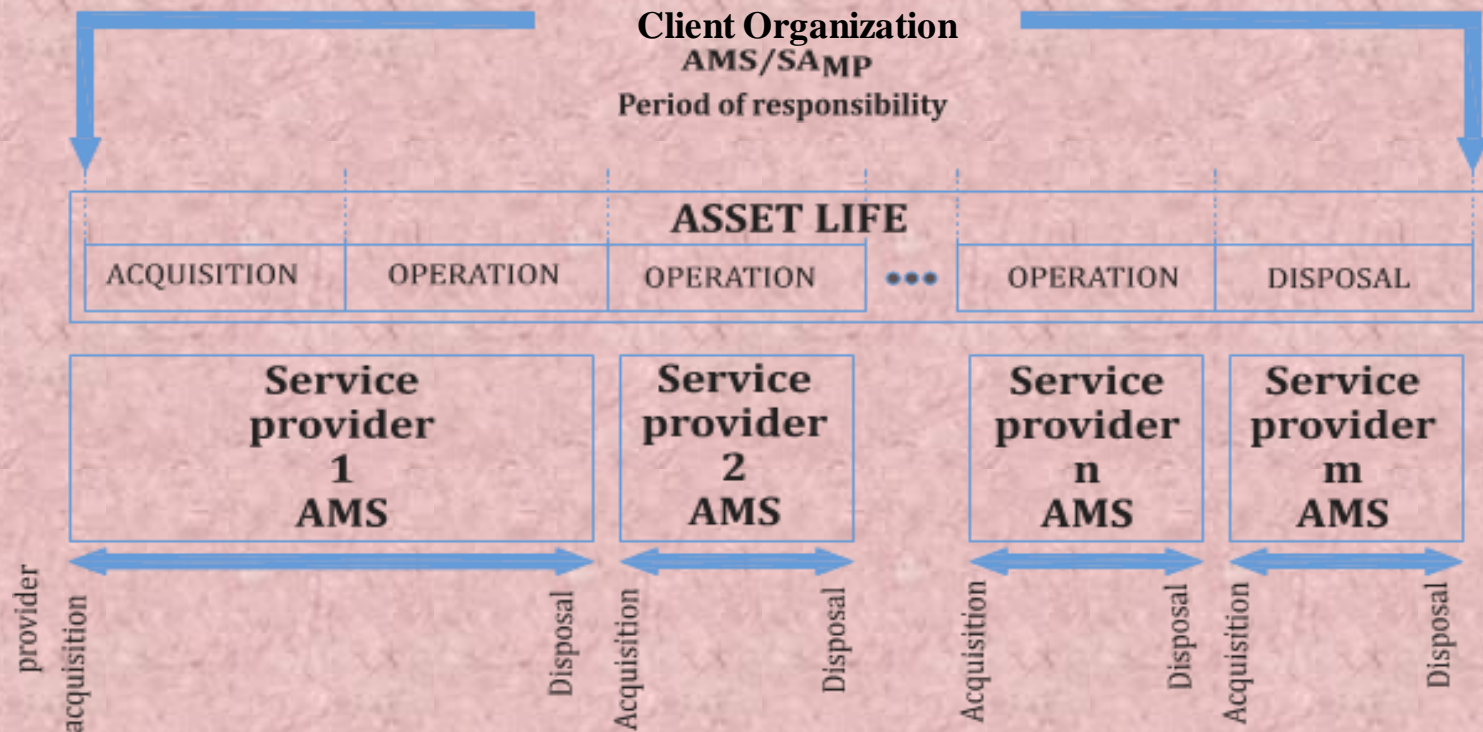 Client Organization
AMS/SAMP
Period of responsibility
ASSET LIFE
ACQUISITION
OPERATION
OPERATION
•••
OPERATION
DISPOSAL
Service
provider
1
AMS
Service
provider
2
AMS
Service
provider
n
AMS
Service
provider
m
AMS
provider
acquisition
Disposal
Acquisition
Disposal
Acquisition
Disposal
Acquisition
Disposal